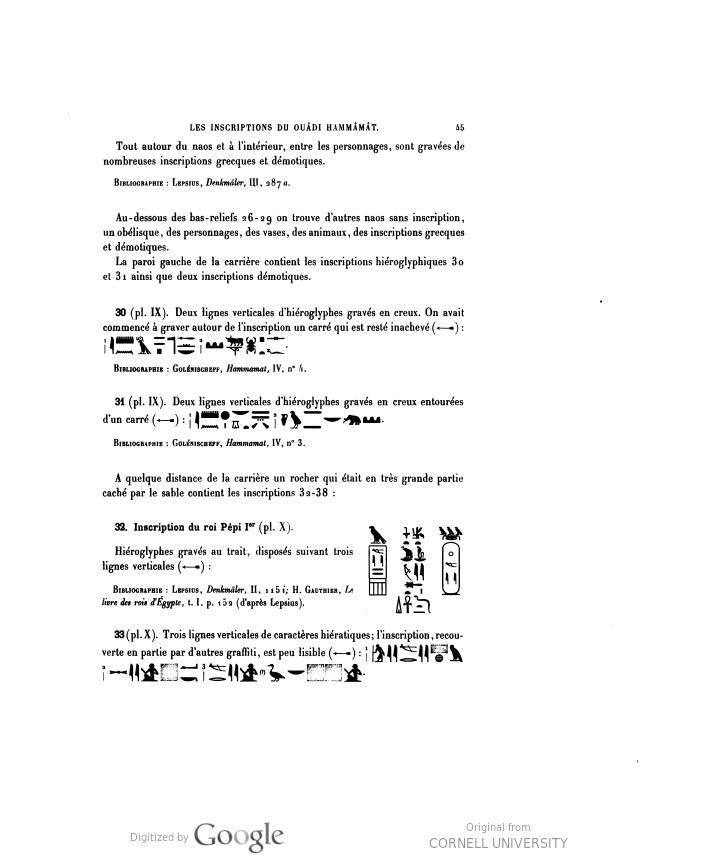 LES INSCRIPTIONS DU OUÂDI HAMMÂMÂT. 45
Tout autour du naos et à l'intérieur, entre les personnages, sont gravées de
nombreuses inscriptions grecques et démotiques.
BIBLIOGRAPHIE : LEPSIUS, Denkmäler, III, 287 a.
Au-dessous des bas-reliefs 26-29 on trouve d'autres naos sans inscription,
un obélisque, des personnages, des vases, des animaux, des inscriptions grecques
et démotiques.
La paroi gauche de la carrière contient les inscriptions hiéroglyphiques 30
et 31 ainsi que deux inscriptions démotiques.
30 (pl. IX). Deux lignes verticales d'hiéroglyphes gravés en creux. On avait
commencé à graver autour de l'inscription un carré qui est resté inachevé (←) :
BIBLIOGRAPHIE : GOLÉNISCHEFF, Hammamat, IV, n° 4.
31 (pl. IX). Deux lignes verticales d'hiéroglyphes gravés en creux entourées
d'un carré (←) :
BIBLIOGRAPHIE : GOLÉNISCHEFF, Hammamat, IV, n° 3.
A quelque distance de la carrière un rocher qui était en très grande partie
caché par le sable contient les inscriptions 32-38 :
32. Inscription du roi Pépi Ier (pl. X).
Hiéroglyphes gravés au trait, disposés suivant trois
lignes verticales (←) :
BIBLIOGRAPHIE : LEPSIUS, Denkmäler, II, 115 i; H. GAUTHIER, Le
livre des rois d'Égypte, t. I, p. 152 (d'après Lepsius).
33 (pl. X). Trois lignes verticales de caractères hiératiques; l'inscription, recou-
verte en partie par d'autres graffiti, est peu lisible (←) :
Digitized by Google
Original from
CORNELL UNIVERSITY